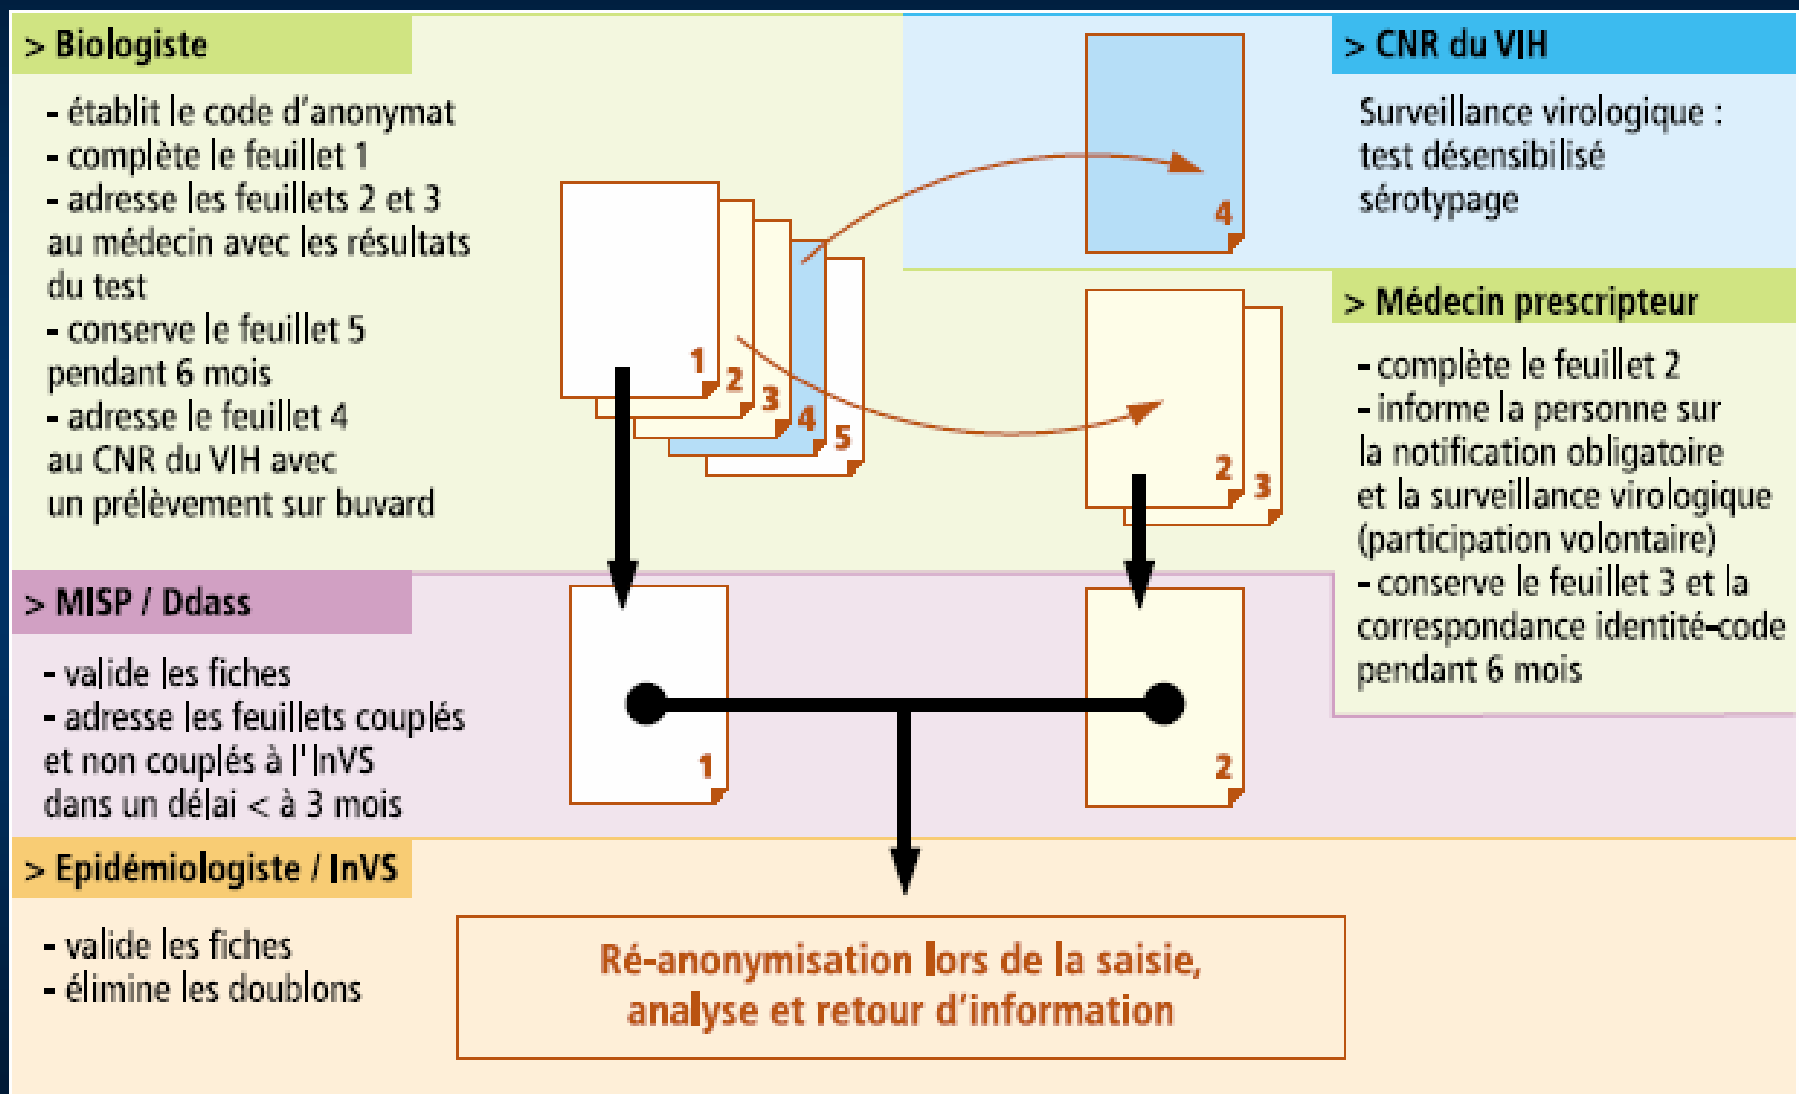 > Biologiste
- établit le code d'anonymat
- complète le feuillet 1
- adresse les feuillets 2 et 3
au médecin avec les résultats
du test
- conserve le feuillet 5
pendant 6 mois
- adresse le feuillet 4
au CNR du VIH avec
un prélèvement sur buvard
1
2
3
4
5
4
> CNR du VIH
Surveillance virologique :
test désensibilisé
sérotypage
2
3
> Médecin prescripteur
- complète le feuillet 2
- informe la personne sur
la notification obligatoire
et la surveillance virologique
(participation volontaire)
- conserve le feuillet 3 et la
correspondance identité-code
pendant 6 mois
> MISP / Ddass
- valide les fiches
- adresse les feuillets couplés
et non couplés à l'InVS
dans un délai < à 3 mois
1
2
> Epidémiologiste / InVS
- valide les fiches
- élimine les doublons
Ré-anonymisation lors de la saisie,
analyse et retour d'information